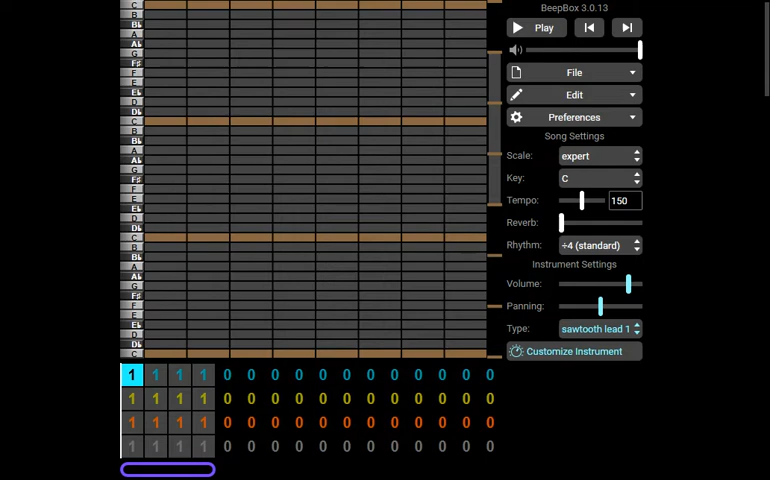 C
B
B♭
A
A♭
G
F♯
F
E
E♭
D
D♭
C
B
B♭
A
A♭
G
F♯
F
E
E♭
D
D♭
C
B
B♭
A
A♭
G
F♯
F
E
E♭
D
D♭
C
BeepBox 3.0.13
Play
File
Edit
Preferences
Song Settings
Scale: expert
Key: C
Tempo: 150
Reverb:
Rhythm: ÷4 (standard)
Instrument Settings
Volume:
Panning:
Type: sawtooth lead 1
Customize Instrument
1 1 1 1 0 0 0 0 0 0 0 0 0 0 0 0
1 1 1 1 0 0 0 0 0 0 0 0 0 0 0 0
1 1 1 1 0 0 0 0 0 0 0 0 0 0 0 0
1 1 1 1 0 0 0 0 0 0 0 0 0 0 0 0